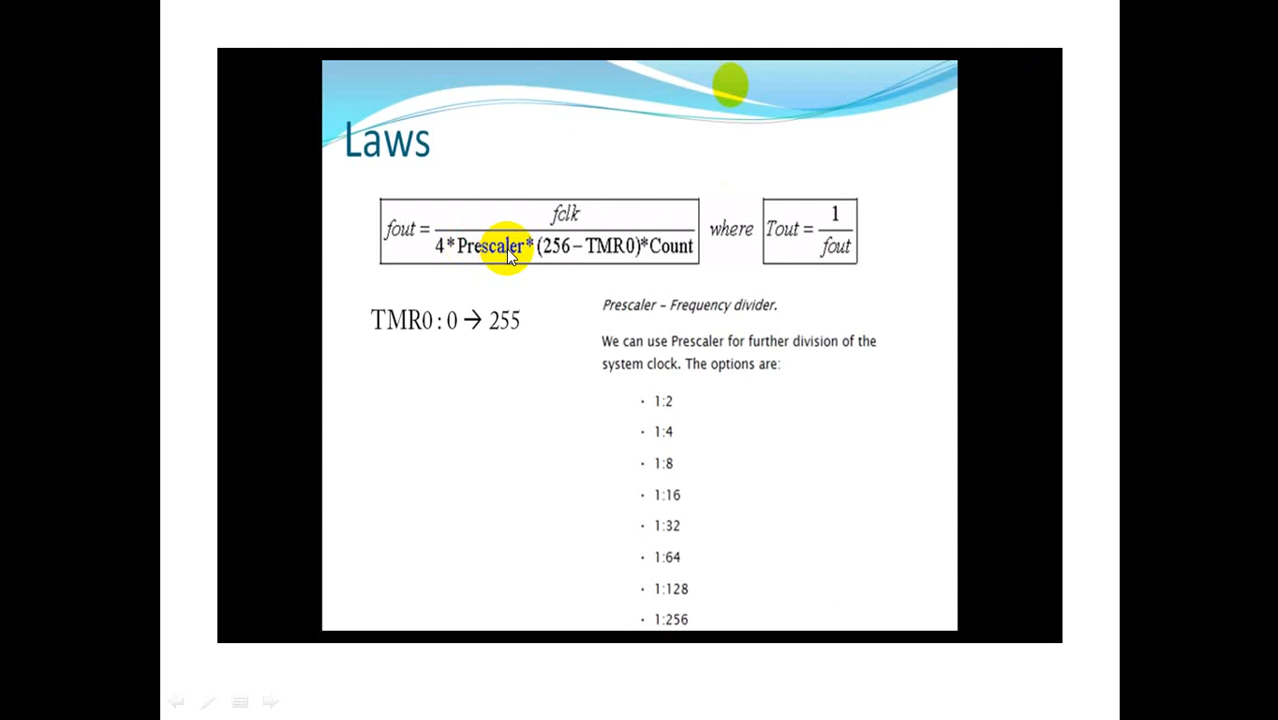 Laws
fout = fclk / 4*Prescaler*(256−TMR0)*Count where Tout = 1 / fout
TMR0 : 0 → 255
Prescaler – Frequency divider.
We can use Prescaler for further division of the
system clock. The options are:
• 1:2
• 1:4
• 1:8
• 1:16
• 1:32
• 1:64
• 1:128
• 1:256